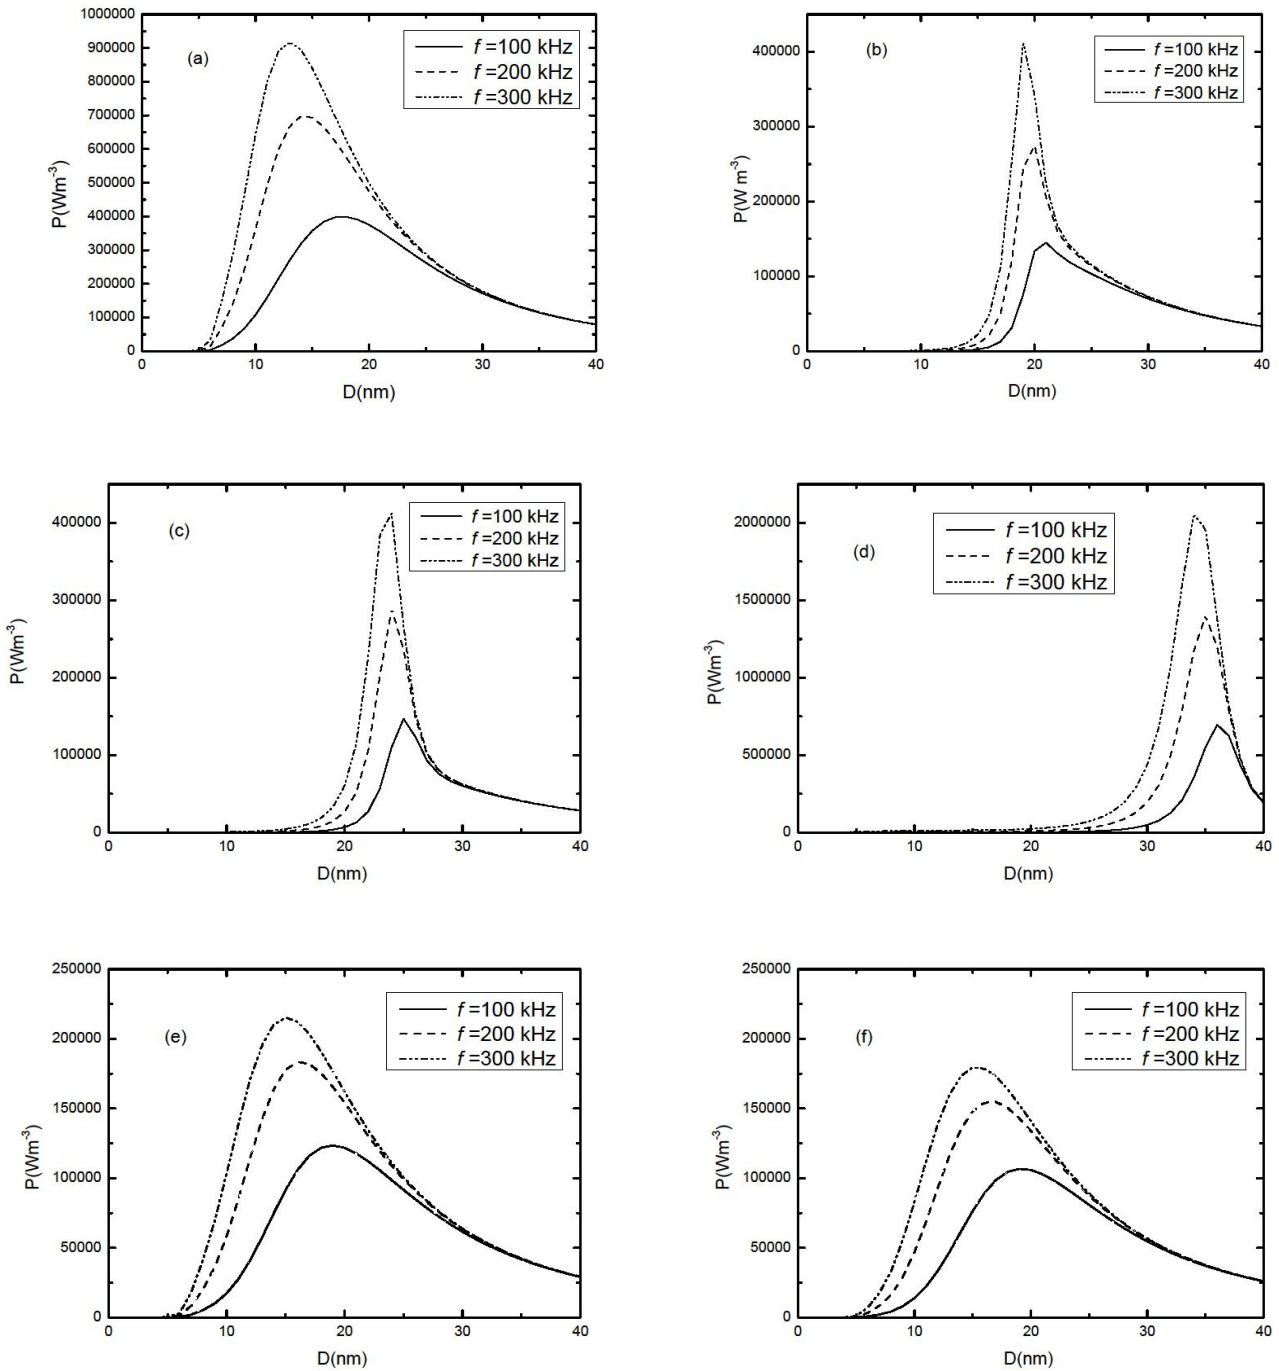 (a)
f =100 kHz
f =200 kHz
f =300 kHz
1000000
900000
800000
700000
600000
500000
400000
300000
200000
100000
0
P(Wm-3)
0 10 20 30 40
D(nm)
(b)
f =100 kHz
f =200 kHz
f =300 kHz
400000
300000
200000
100000
0
P(W m-3)
0 10 20 30 40
D(nm)
(c)
f =100 kHz
f =200 kHz
f =300 kHz
400000
300000
200000
100000
0
P(Wm-3)
0 10 20 30 40
D(nm)
(d)
f =100 kHz
f =200 kHz
f =300 kHz
2000000
1500000
1000000
500000
0
P(Wm-3)
0 10 20 30 40
D(nm)
(e)
f =100 kHz
f =200 kHz
f =300 kHz
250000
200000
150000
100000
50000
0
P(Wm-3)
0 10 20 30 40
D(nm)
(f)
f =100 kHz
f =200 kHz
f =300 kHz
250000
200000
150000
100000
50000
0
P(Wm-3)
0 10 20 30 40
D(nm)